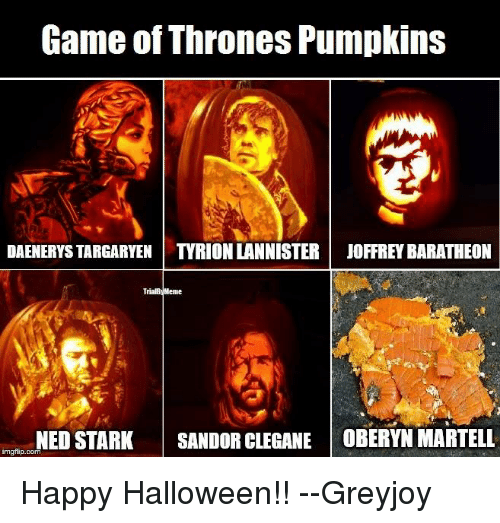 Game of Thrones Pumpkins
DAENERYS TARGARYEN
TYRION LANNISTER
JOFFREY BARATHEON
TrialByMeme
NED STARK
SANDOR CLEGANE
OBERYN MARTELL
imgflip.com
Happy Halloween!! --Greyjoy